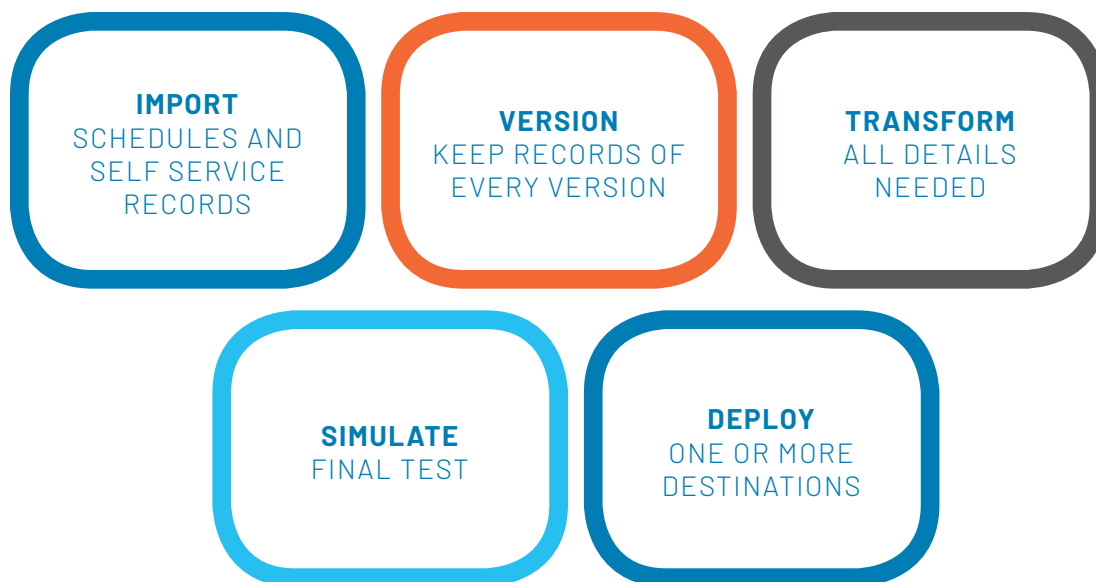 IMPORT
SCHEDULES AND
SELF SERVICE
RECORDS
VERSION
KEEP RECORDS OF
EVERY VERSION
TRANSFORM
ALL DETAILS
NEEDED
SIMULATE
FINAL TEST
DEPLOY
ONE OR MORE
DESTINATIONS